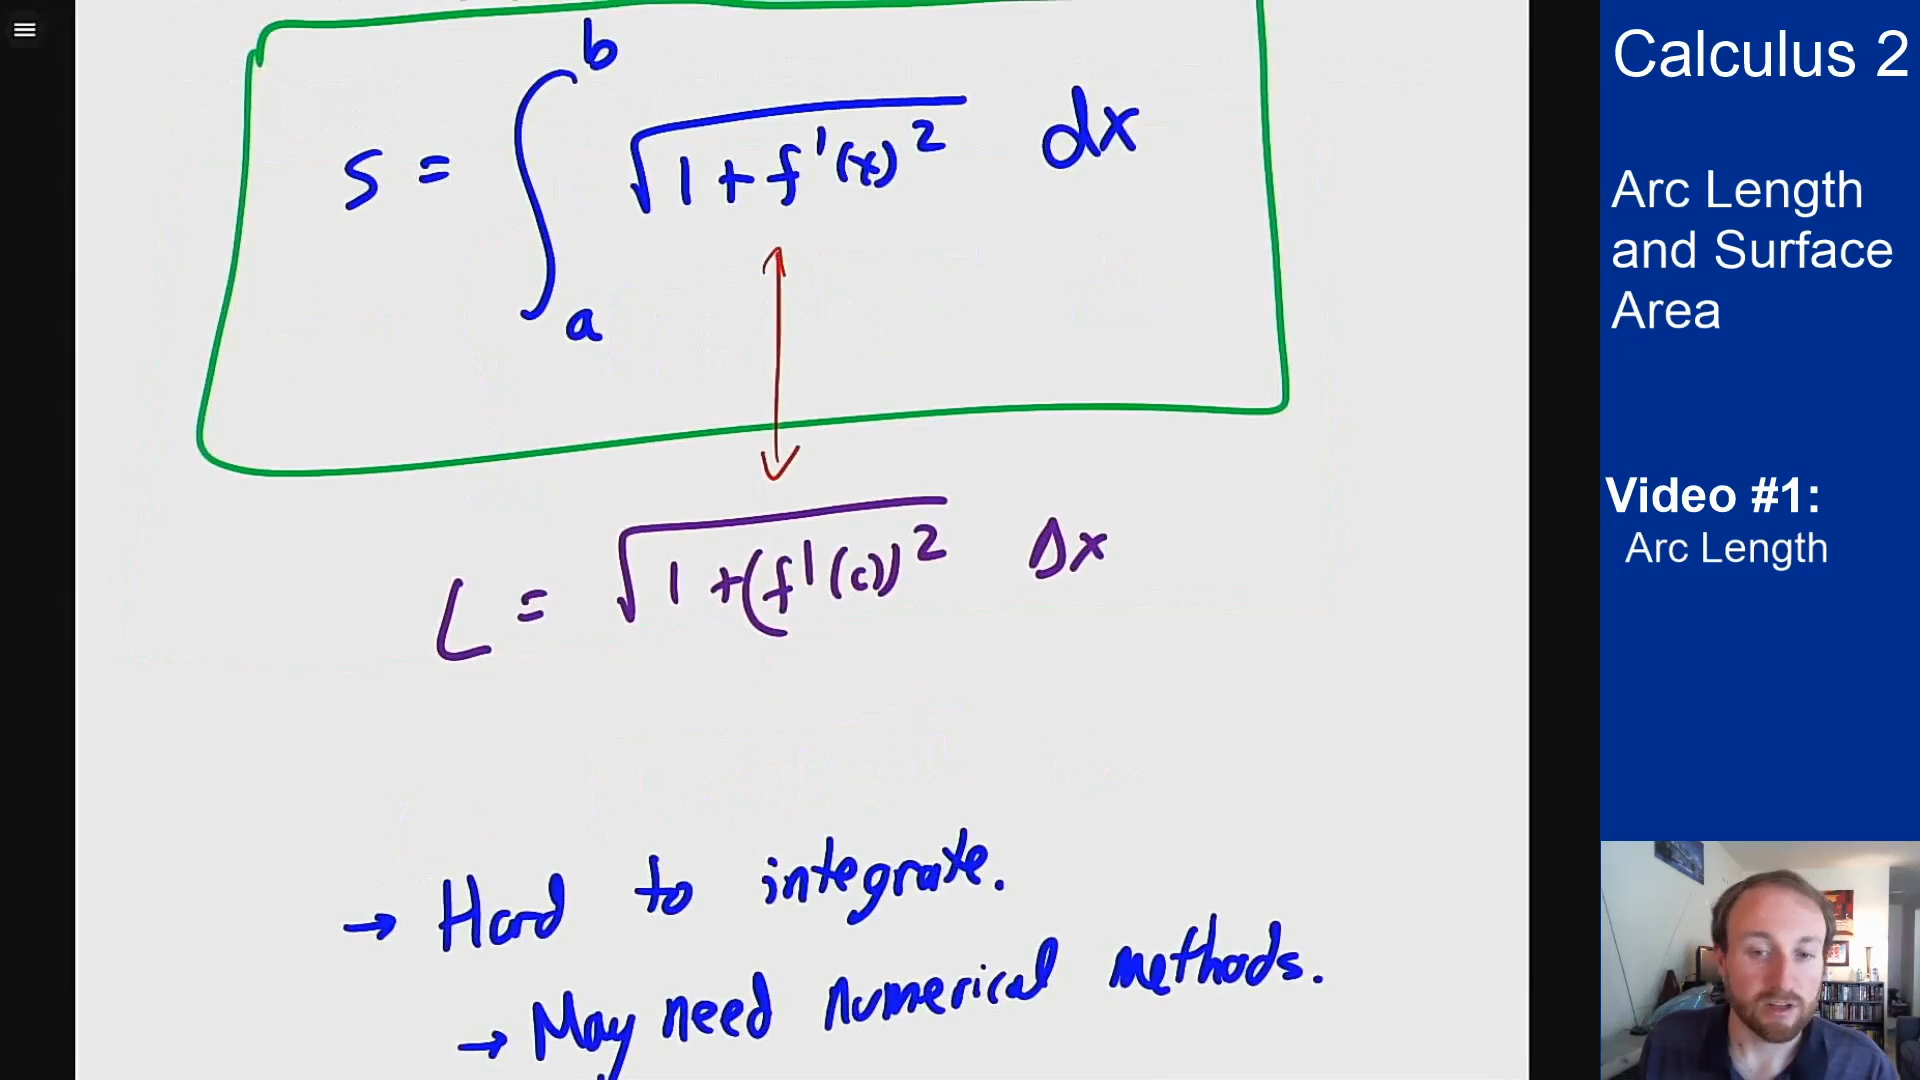 b
s = ∫ √1 + f'(x)² dx
a
L = √1 + (f'(c))² Δx
→ Hard to integrate.
→ May need numerical methods.
Calculus 2
Arc Length
and Surface
Area
Video #1:
Arc Length